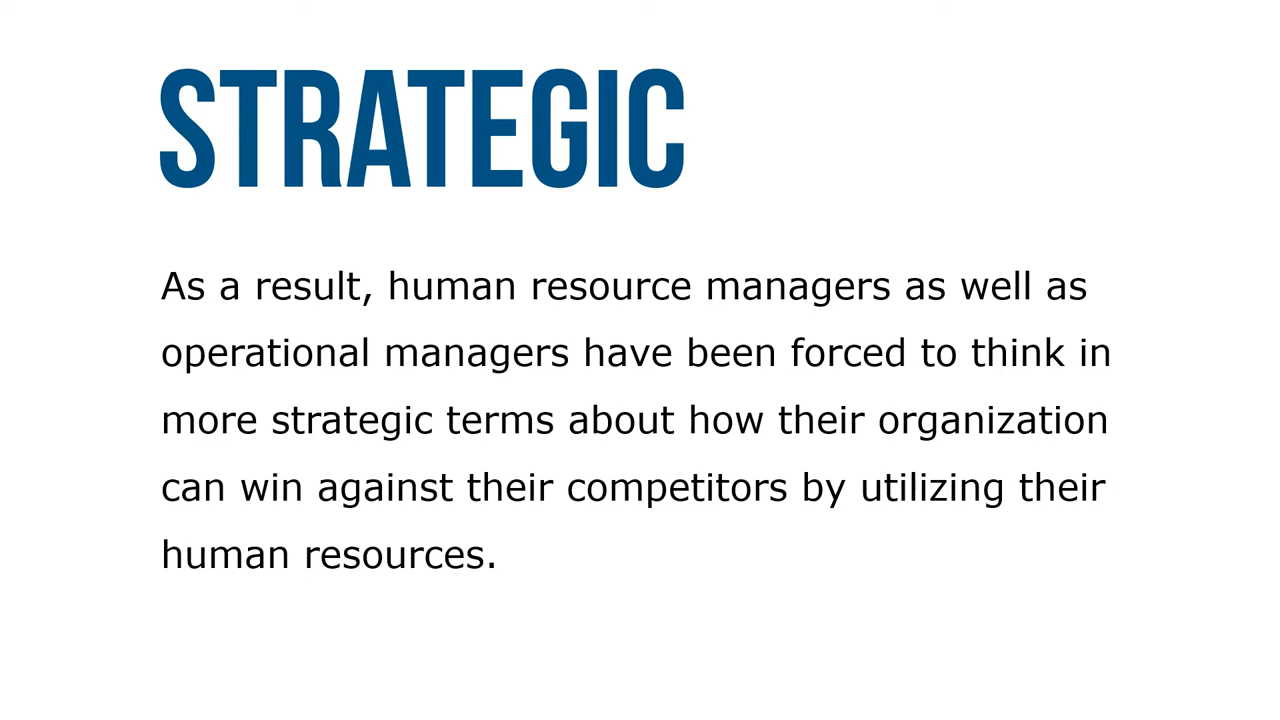 STRATEGIC
As a result, human resource managers as well as
operational managers have been forced to think in
more strategic terms about how their organization
can win against their competitors by utilizing their
human resources.